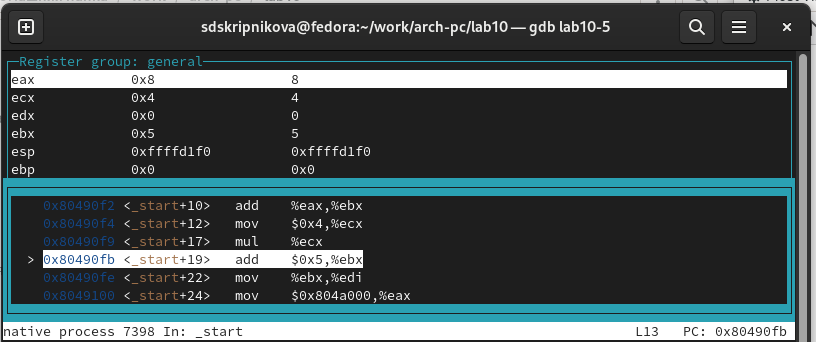 sdskripnikova@fedora:~/work/arch-pc/lab10 — gdb lab10-5
Register group: general
eax 0x8 8
ecx 0x4 4
edx 0x0 0
ebx 0x5 5
esp 0xffffd1f0 0xffffd1f0
ebp 0x0 0x0
0x80490f2 <_start+10> add %eax,%ebx
0x80490f4 <_start+12> mov $0x4,%ecx
0x80490f9 <_start+17> mul %ecx
> 0x80490fb <_start+19> add $0x5,%ebx
0x80490fe <_start+22> mov %ebx,%edi
0x8049100 <_start+24> mov $0x804a000,%eax
native process 7398 In: _start L13 PC: 0x80490fb